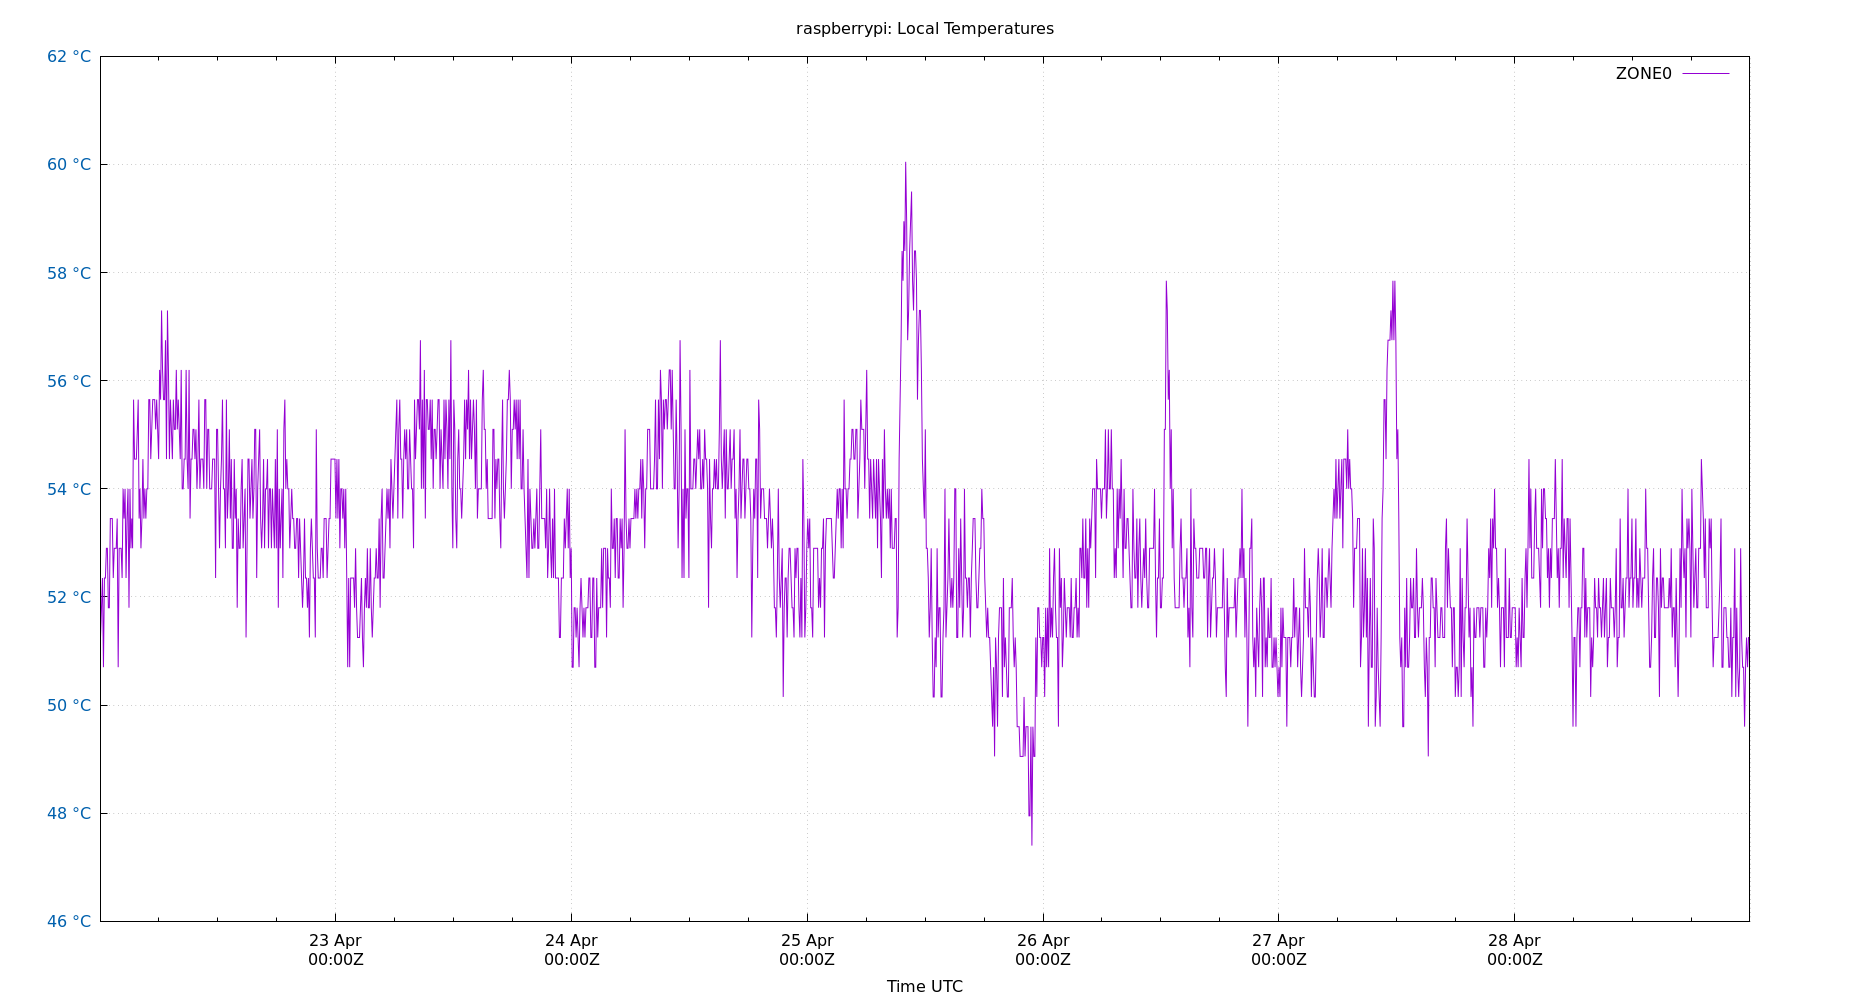 raspberrypi: Local Temperatures
ZONE0
62 °C
60 °C
58 °C
56 °C
54 °C
52 °C
50 °C
48 °C
46 °C
23 Apr 24 Apr 25 Apr 26 Apr 27 Apr 28 Apr
00:00Z 00:00Z 00:00Z 00:00Z 00:00Z 00:00Z
Time UTC